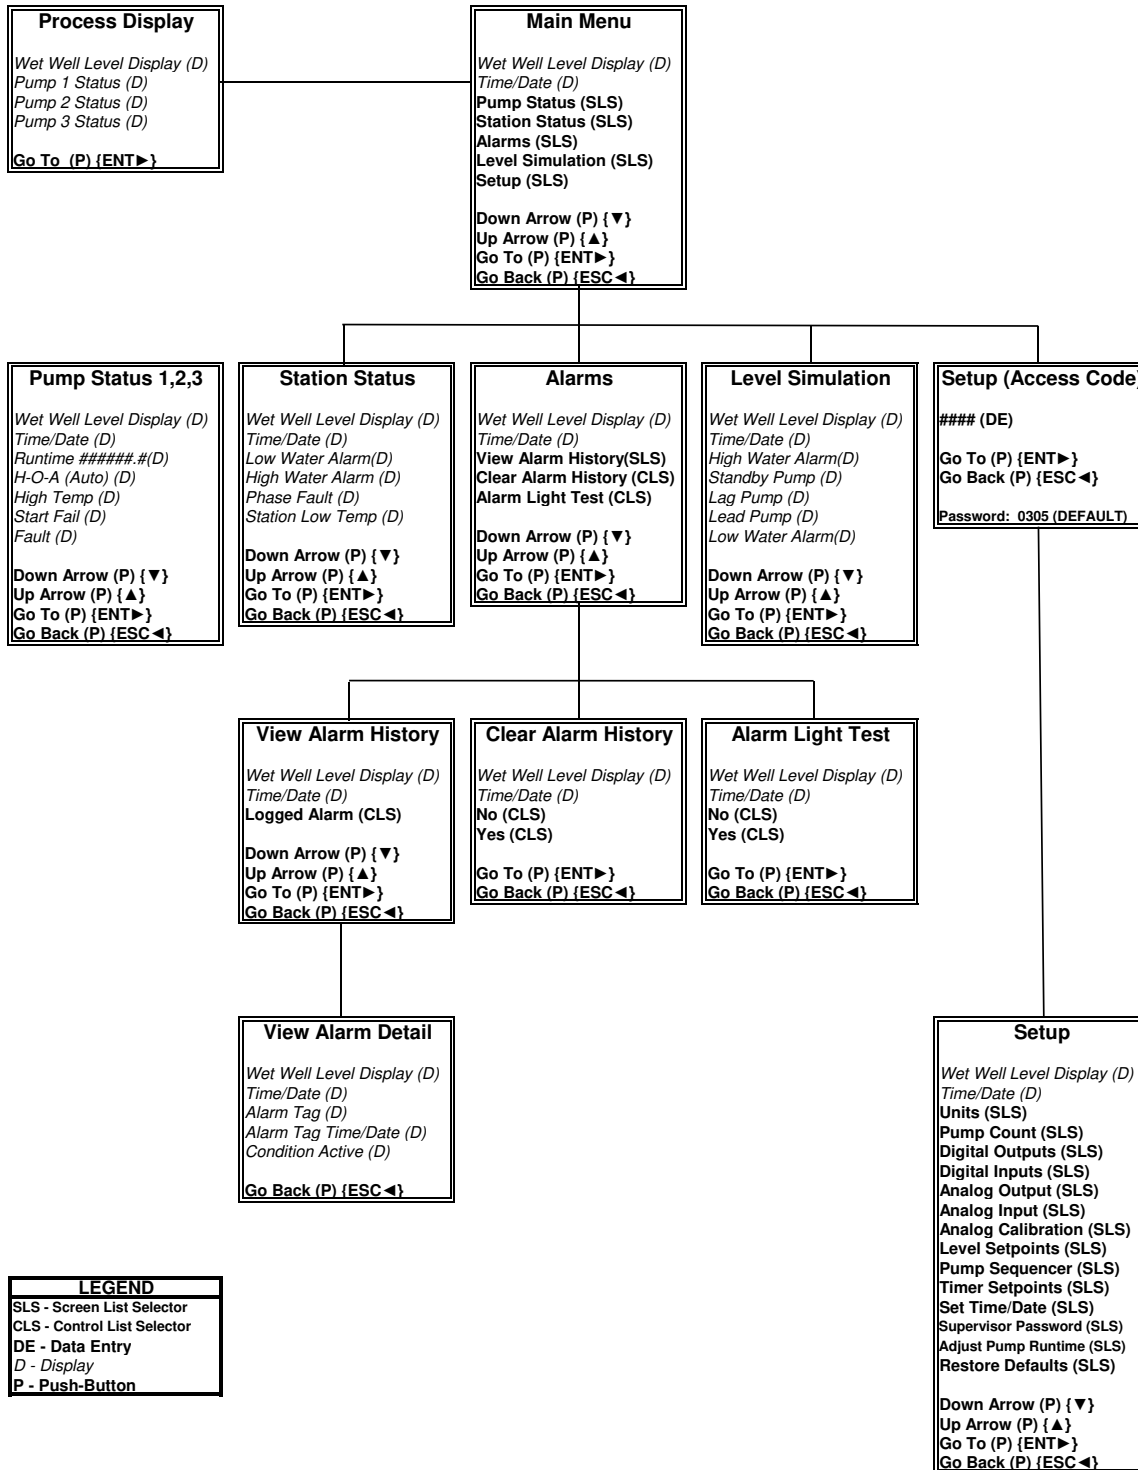 Process Display
Wet Well Level Display (D)
Pump 1 Status (D)
Pump 2 Status (D)
Pump 3 Status (D)
Go To  (P) {ENT►}
Main Menu
Wet Well Level Display (D)
Time/Date (D)
Pump Status (SLS)
Station Status (SLS)
Alarms (SLS)
Level Simulation (SLS)
Setup (SLS)
Down Arrow (P) {▼}
Up Arrow (P) {▲}
Go To (P) {ENT►}
Go Back (P) {ESC◄}
Pump Status 1,2,3
Wet Well Level Display (D)
Time/Date (D)
Runtime ######.#(D)
H-O-A (Auto) (D)
High Temp (D)
Start Fail (D)
Fault (D)
Down Arrow (P) {▼}
Up Arrow (P) {▲}
Go To (P) {ENT►}
Go Back (P) {ESC◄}
Station Status
Wet Well Level Display (D)
Time/Date (D)
Low Water Alarm(D)
High Water Alarm (D)
Phase Fault (D)
Station Low Temp (D)
Down Arrow (P) {▼}
Up Arrow (P) {▲}
Go To (P) {ENT►}
Go Back (P) {ESC◄}
Alarms
Wet Well Level Display (D)
Time/Date (D)
View Alarm History(SLS)
Clear Alarm History (CLS)
Alarm Light Test (CLS)
Down Arrow (P) {▼}
Up Arrow (P) {▲}
Go To (P) {ENT►}
Go Back (P) {ESC◄}
Level Simulation
Wet Well Level Display (D)
Time/Date (D)
High Water Alarm(D)
Standby Pump (D)
Lag Pump (D)
Lead Pump (D)
Low Water Alarm(D)
Down Arrow (P) {▼}
Up Arrow (P) {▲}
Go To (P) {ENT►}
Go Back (P) {ESC◄}
Setup (Access Code)
#### (DE)
Go To (P) {ENT►}
Go Back (P) {ESC◄}
Password:  0305 (DEFAULT)
View Alarm History
Wet Well Level Display (D)
Time/Date (D)
Logged Alarm (CLS)
Down Arrow (P) {▼}
Up Arrow (P) {▲}
Go To (P) {ENT►}
Go Back (P) {ESC◄}
Clear Alarm History
Wet Well Level Display (D)
Time/Date (D)
No (CLS)
Yes (CLS)
Go To (P) {ENT►}
Go Back (P) {ESC◄}
Alarm Light Test
Wet Well Level Display (D)
Time/Date (D)
No (CLS)
Yes (CLS)
Go To (P) {ENT►}
Go Back (P) {ESC◄}
View Alarm Detail
Wet Well Level Display (D)
Time/Date (D)
Alarm Tag (D)
Alarm Tag Time/Date (D)
Condition Active (D)
Go Back (P) {ESC◄}
Setup
Wet Well Level Display (D)
Time/Date (D)
Units (SLS)
Pump Count (SLS)
Digital Outputs (SLS)
Digital Inputs (SLS)
Analog Output (SLS)
Analog Input (SLS)
Analog Calibration (SLS)
Level Setpoints (SLS)
Pump Sequencer (SLS)
Timer Setpoints (SLS)
Set Time/Date (SLS)
Supervisor Password (SLS)
Adjust Pump Runtime (SLS)
Restore Defaults (SLS)
Down Arrow (P) {▼}
Up Arrow (P) {▲}
Go To (P) {ENT►}
Go Back (P) {ESC◄}
LEGEND
SLS - Screen List Selector
CLS - Control List Selector
DE - Data Entry
D - Display
P - Push-Button